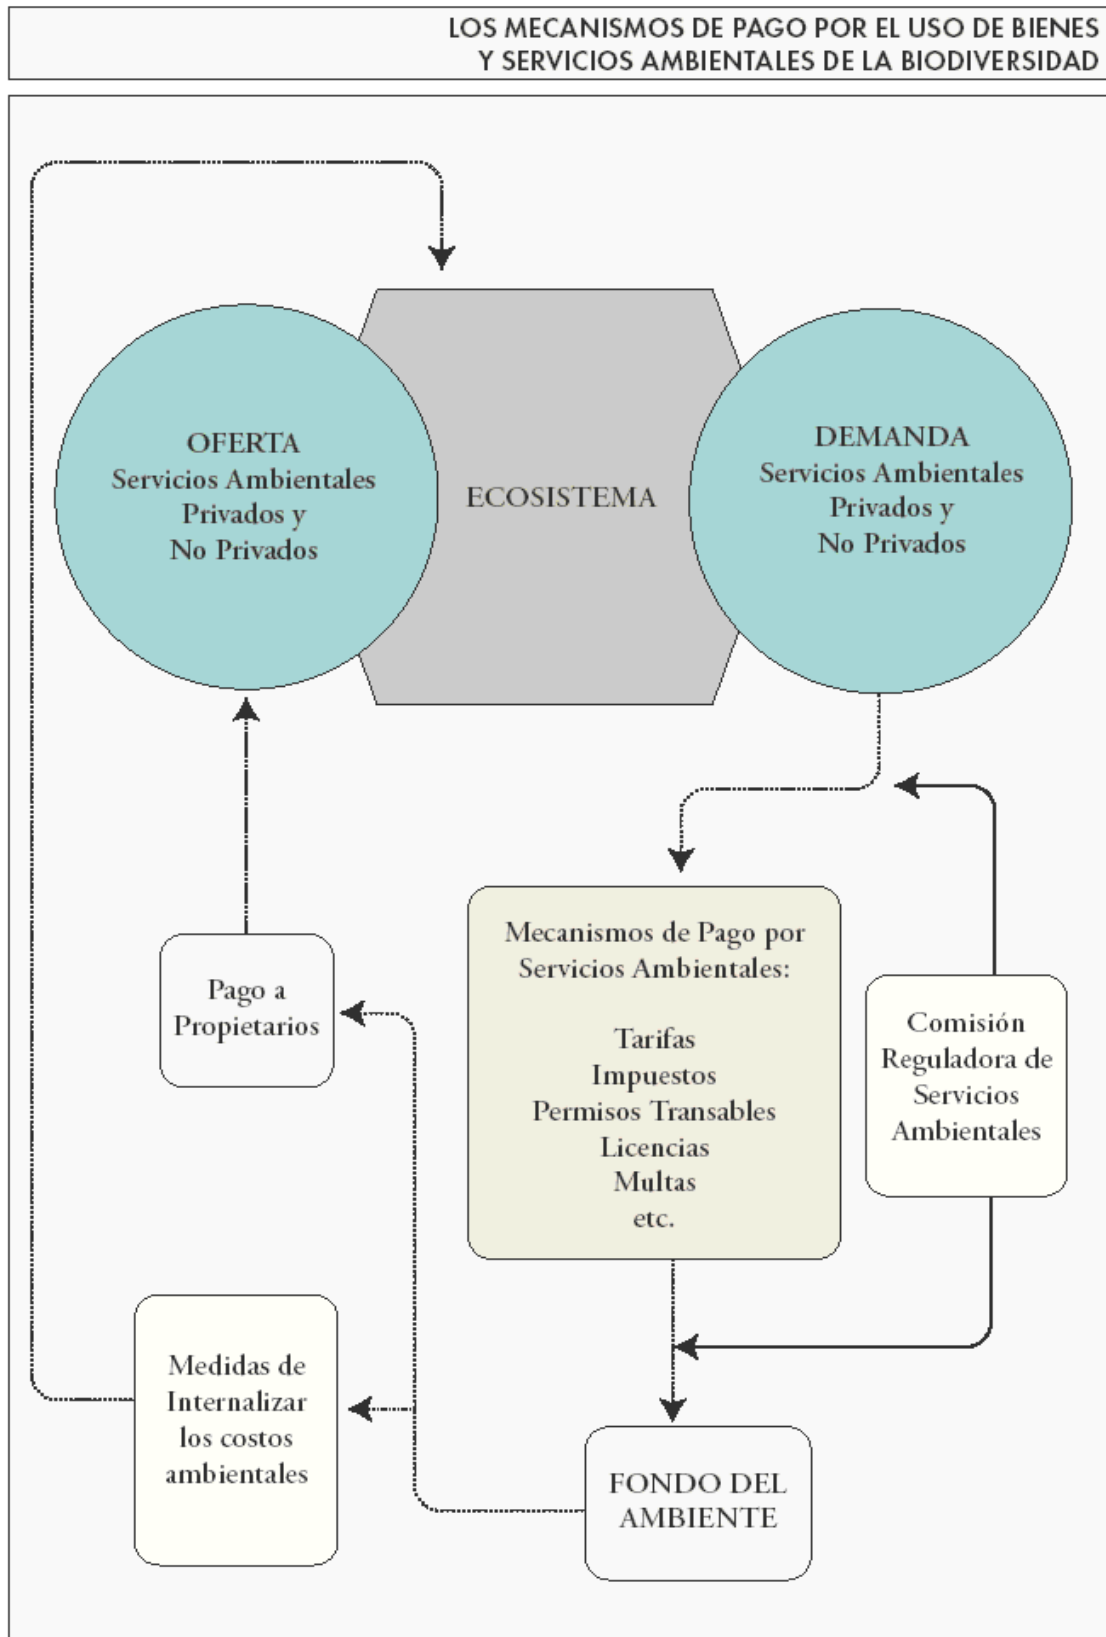 LOS MECANISMOS DE PAGO POR EL USO DE BIENES
Y SERVICIOS AMBIENTALES DE LA BIODIVERSIDAD
OFERTA
Servicios Ambientales
Privados y
No Privados
ECOSISTEMA
DEMANDA
Servicios Ambientales
Privados y
No Privados
Pago a
Propietarios
Mecanismos de Pago por
Servicios Ambientales:
Tarifas
Impuestos
Permisos Transables
Licencias
Multas
etc.
Comisión
Reguladora de
Servicios
Ambientales
Medidas de
Internalizar
los costos
ambientales
FONDO DEL
AMBIENTE